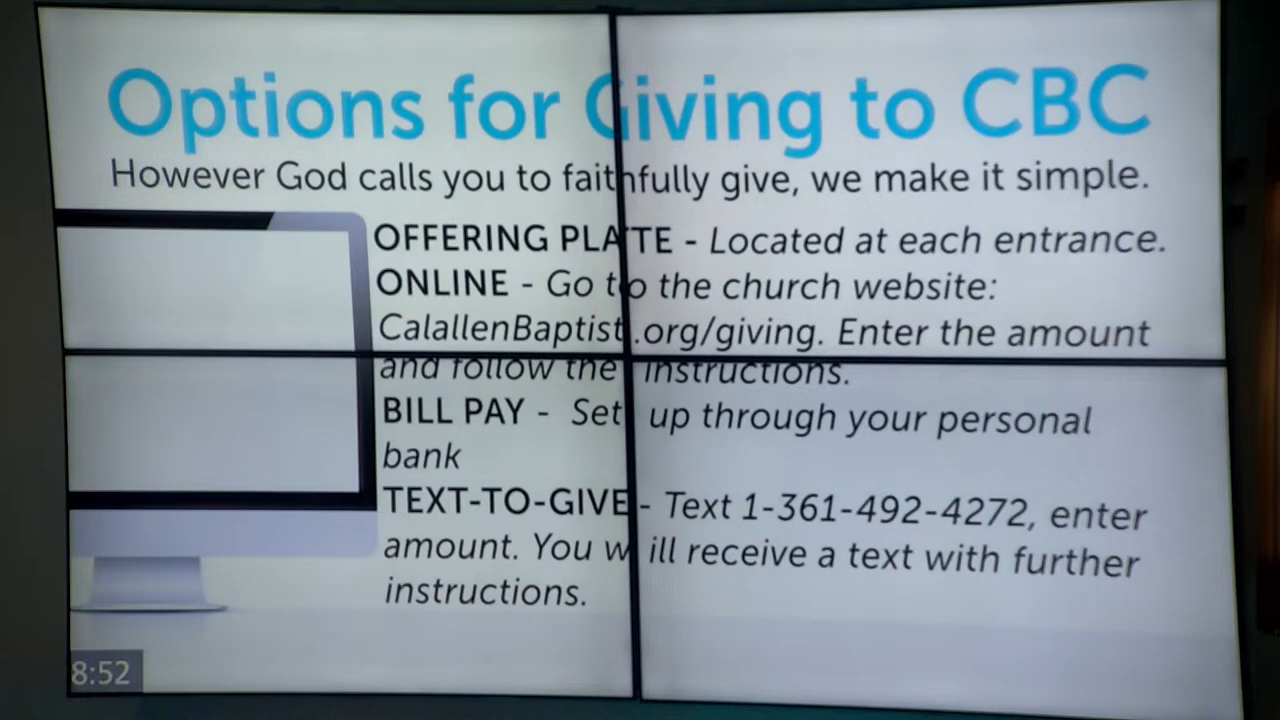 Options for Giving to CBC
However God calls you to faithfully give, we make it simple.
OFFERING PLATE - Located at each entrance.
ONLINE - Go to the church website:
CalallenBaptist.org/giving. Enter the amount
and follow the instructions.
BILL PAY - Set up through your personal
bank
TEXT-TO-GIVE - Text 1-361-492-4272, enter
amount. You will receive a text with further
instructions.
8:52